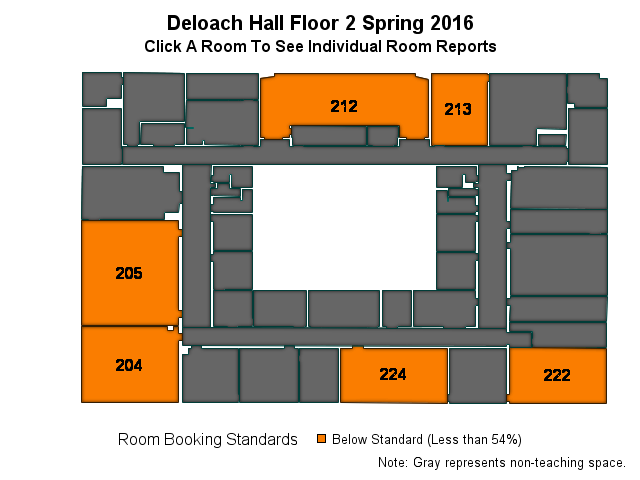 Deloach Hall Floor 2 Spring 2016
Click A Room To See Individual Room Reports
212
213
205
204
224
222
Room Booking Standards
Below Standard (Less than 54%)
Note: Gray represents non-teaching space.